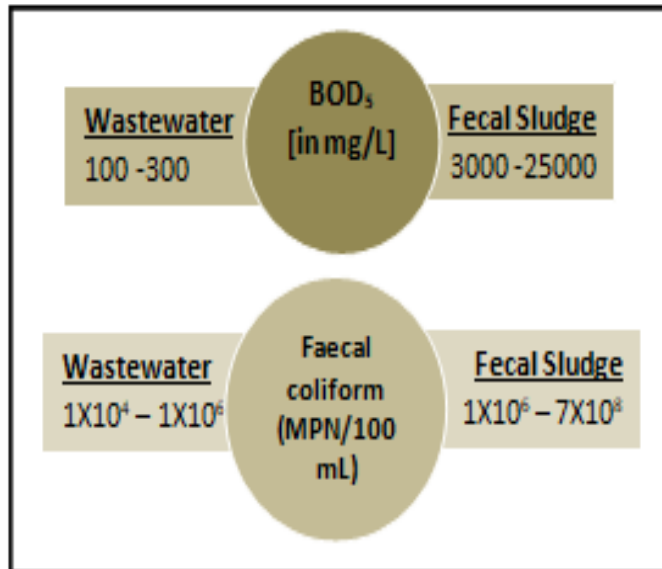 BOD₅
[in mg/L]
Wastewater
100 -300
Fecal Sludge
3000 -25000
Faecal
coliform
(MPN/100
mL)
Wastewater
1X10⁴ – 1X10⁶
Fecal Sludge
1X10⁶ – 7X10⁸